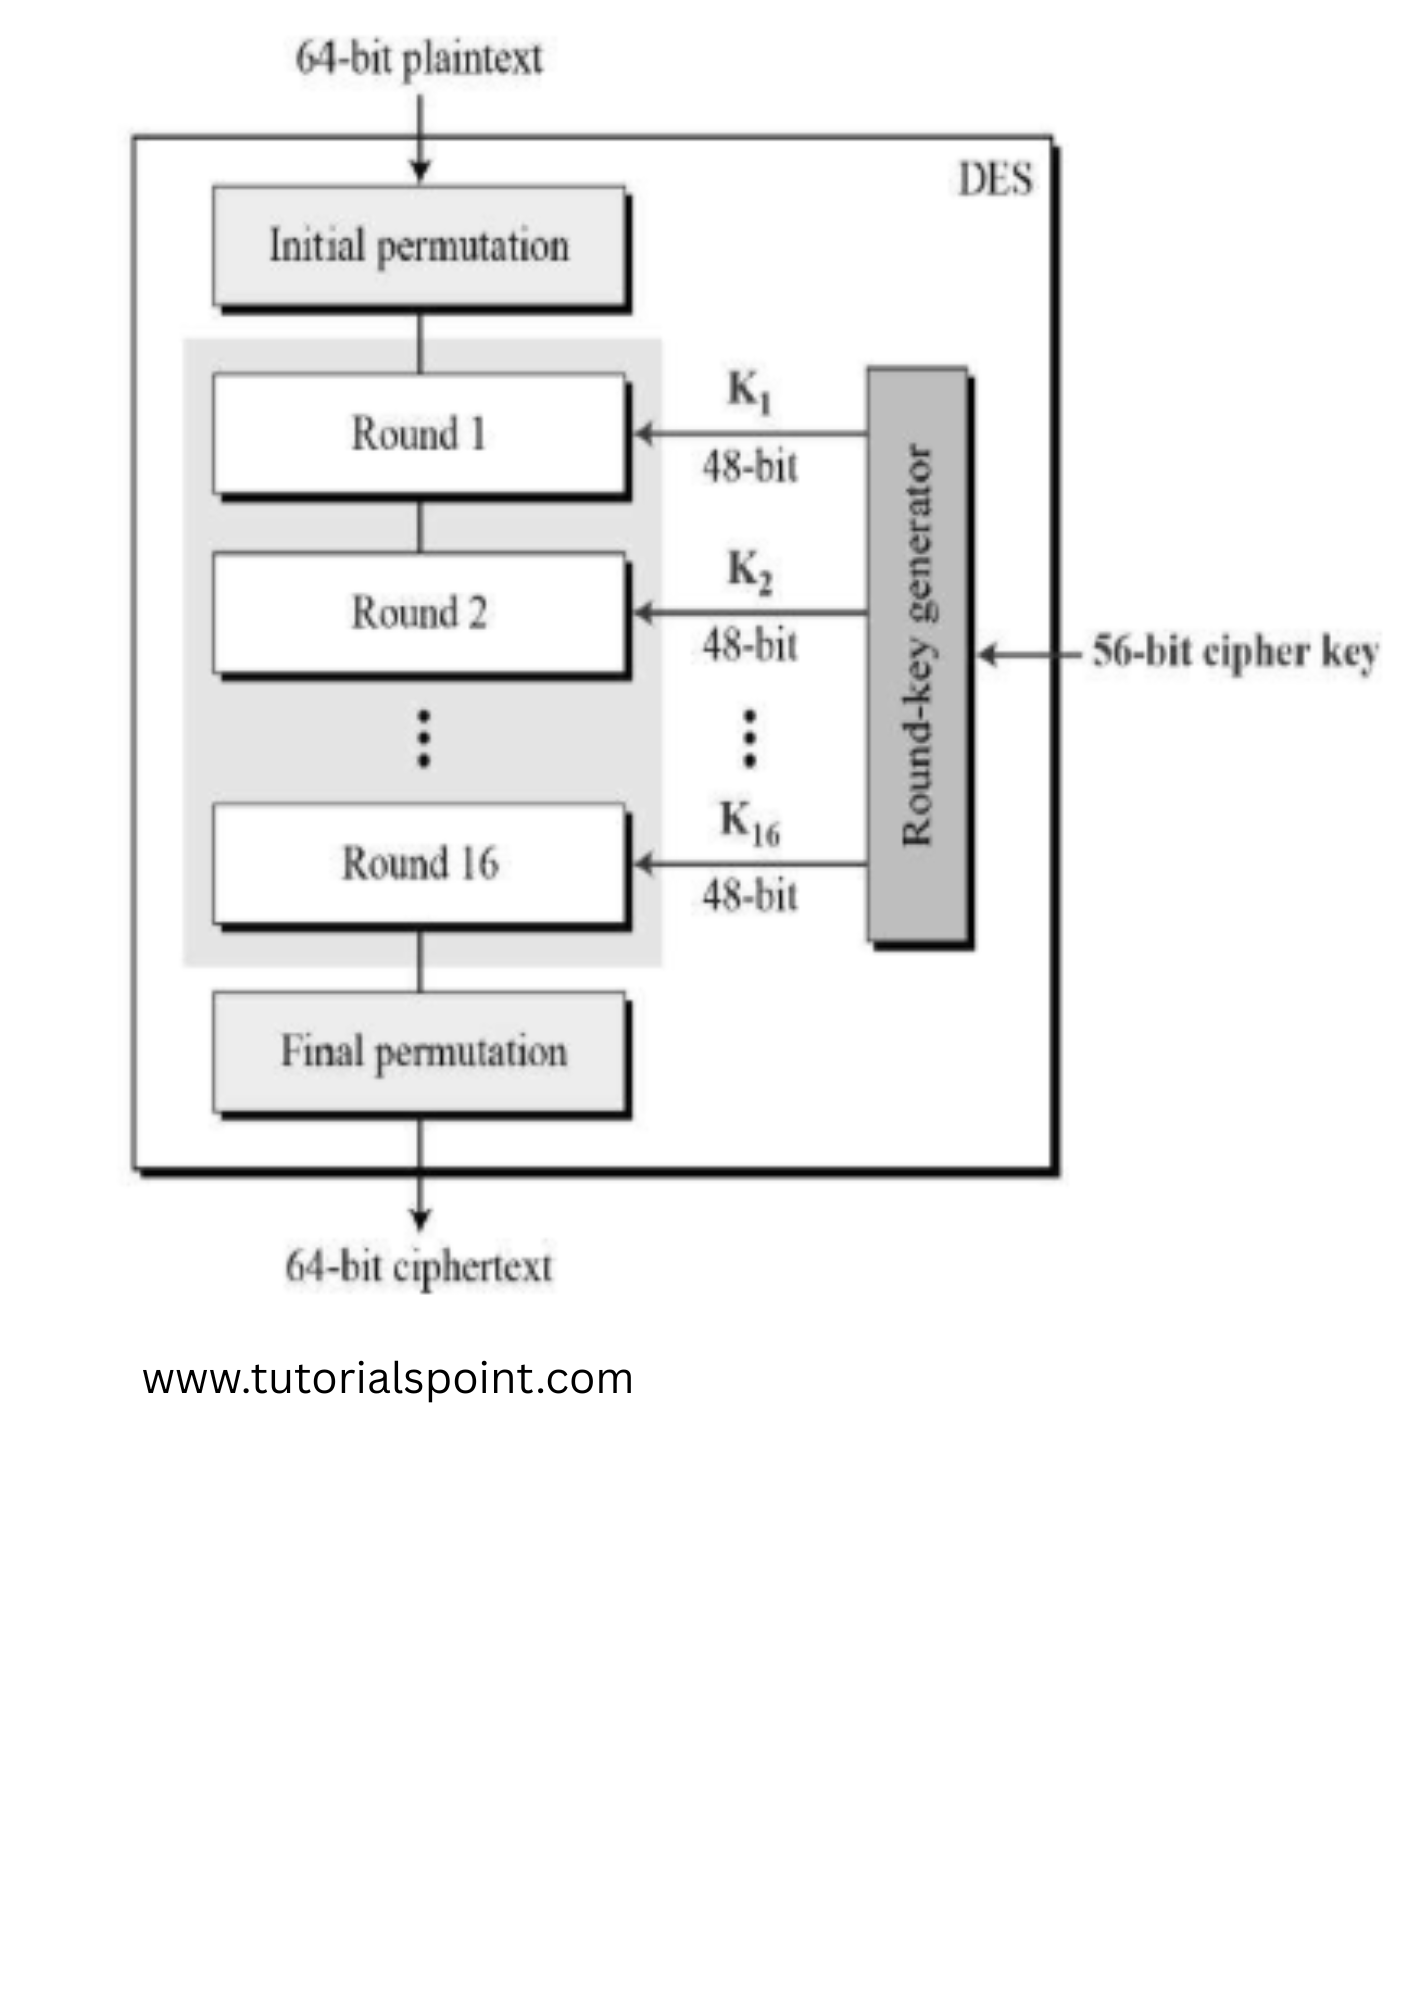 64-bit plaintext
DES
Initial permutation
Round 1
K1
48-bit
Round 2
K2
48-bit
Round-key generator
56-bit cipher key
Round 16
K16
48-bit
Final permutation
64-bit ciphertext
www.tutorialspoint.com